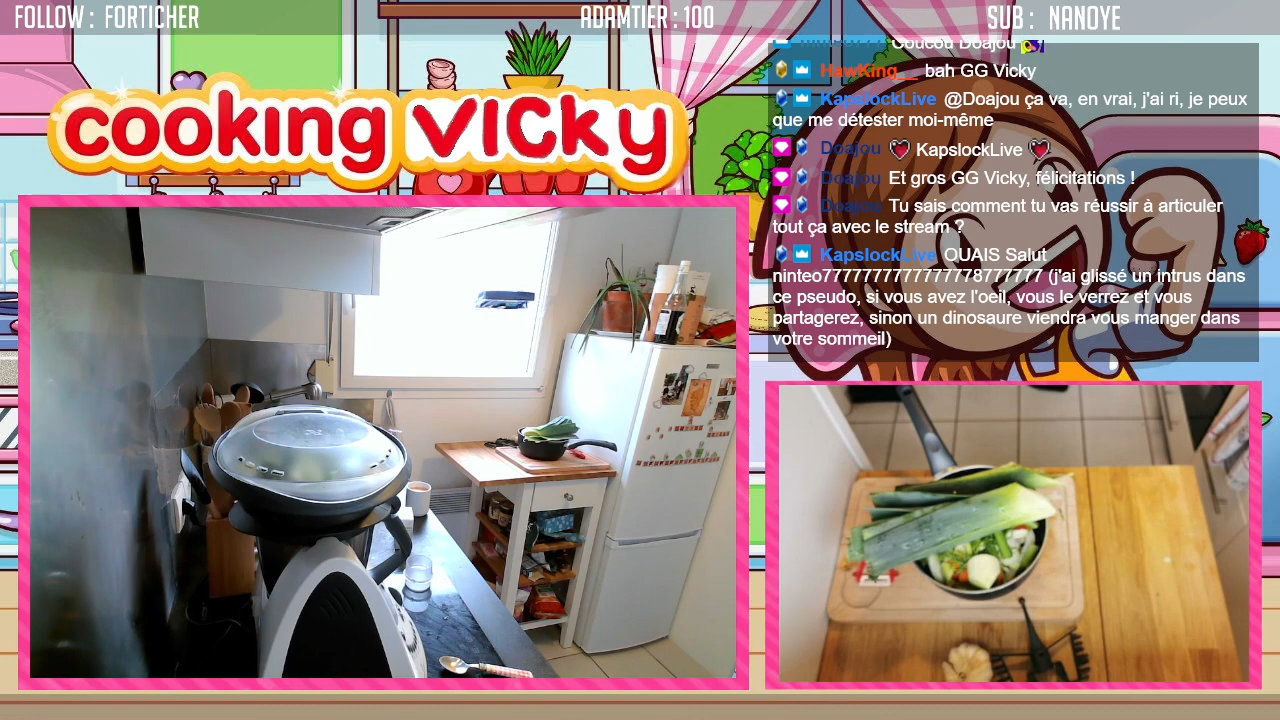 FOLLOW : FORTICHER
ADAMTIER : 100
SUB : NANOYE
cooking VICKY
Coucou Doajou
HawKing__ bah GG Vicky
KapslockLive @Doajou ça va, en vrai, j'ai ri, je peux
que me détester moi-même
Doajou KapslockLive
Doajou Et gros GG Vicky, félicitations !
Doajou Tu sais comment tu vas réussir à articuler
tout ça avec le stream ?
KapslockLive OUAIS Salut
ninteo7777777777777778777777 (j'ai glissé un intrus dans
ce pseudo, si vous avez l'oeil, vous le verrez et vous
partagerez, sinon un dinosaure viendra vous manger dans
votre sommeil)